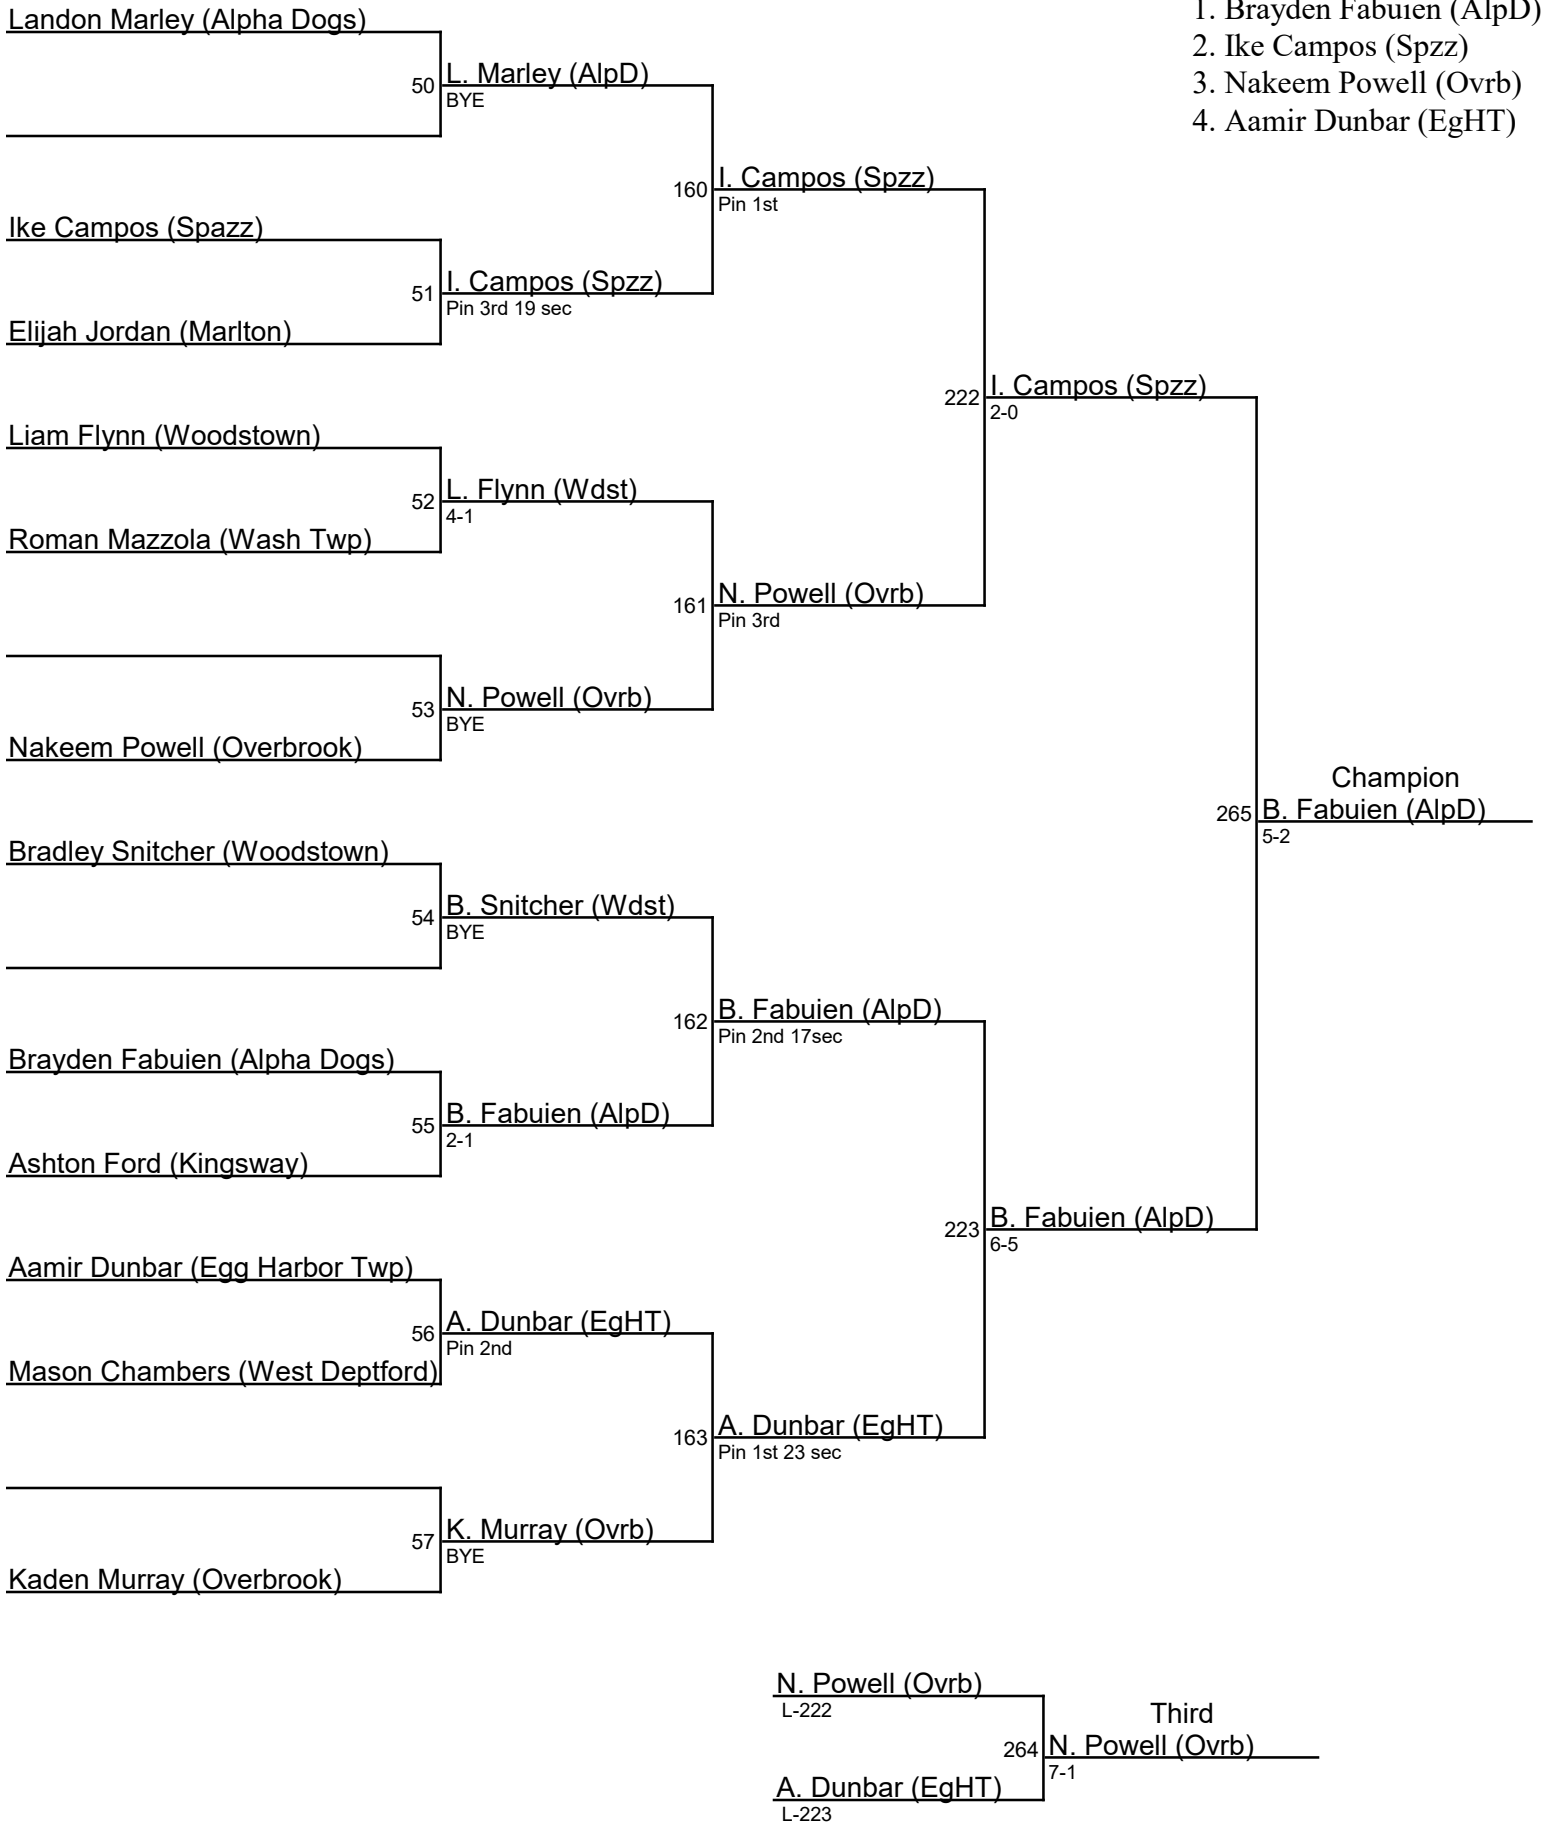 1. Brayden Fabuien (AlpD)
2. Ike Campos (Spzz)
3. Nakeem Powell (Ovrb)
4. Aamir Dunbar (EgHT)
Landon Marley (Alpha Dogs)
50 L. Marley (AlpD)
BYE
160 I. Campos (Spzz)
Pin 1st
Ike Campos (Spazz)
51 I. Campos (Spzz)
Pin 3rd 19 sec
Elijah Jordan (Marlton)
222 I. Campos (Spzz)
2-0
Liam Flynn (Woodstown)
52 L. Flynn (Wdst)
4-1
Roman Mazzola (Wash Twp)
161 N. Powell (Ovrb)
Pin 3rd
53 N. Powell (Ovrb)
BYE
Nakeem Powell (Overbrook)
Champion
265 B. Fabuien (AlpD)
5-2
Bradley Snitcher (Woodstown)
54 B. Snitcher (Wdst)
BYE
162 B. Fabuien (AlpD)
Pin 2nd 17sec
Brayden Fabuien (Alpha Dogs)
55 B. Fabuien (AlpD)
2-1
Ashton Ford (Kingsway)
223 B. Fabuien (AlpD)
6-5
Aamir Dunbar (Egg Harbor Twp)
56 A. Dunbar (EgHT)
Pin 2nd
Mason Chambers (West Deptford)
163 A. Dunbar (EgHT)
Pin 1st 23 sec
57 K. Murray (Ovrb)
BYE
Kaden Murray (Overbrook)
N. Powell (Ovrb)
L-222
Third
264 N. Powell (Ovrb)
7-1
A. Dunbar (EgHT)
L-223